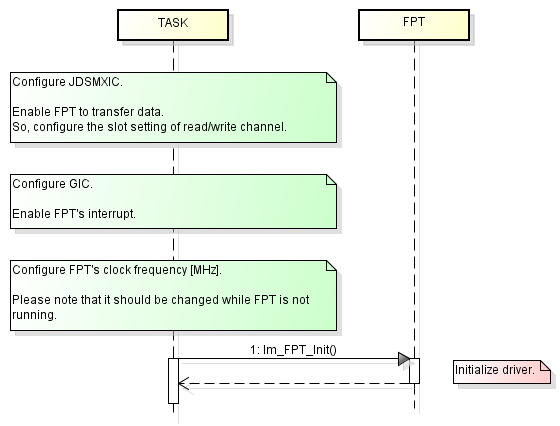 TASK
FPT
Configure JDSMXIC.
Enable FPT to transfer data.
So, configure the slot setting of read/write channel.
Configure GIC.
Enable FPT's interrupt.
Configure FPT's clock frequency [MHz].
Please note that it should be changed while FPT is not
running.
1: Im_FPT_Init()
Initialize driver.